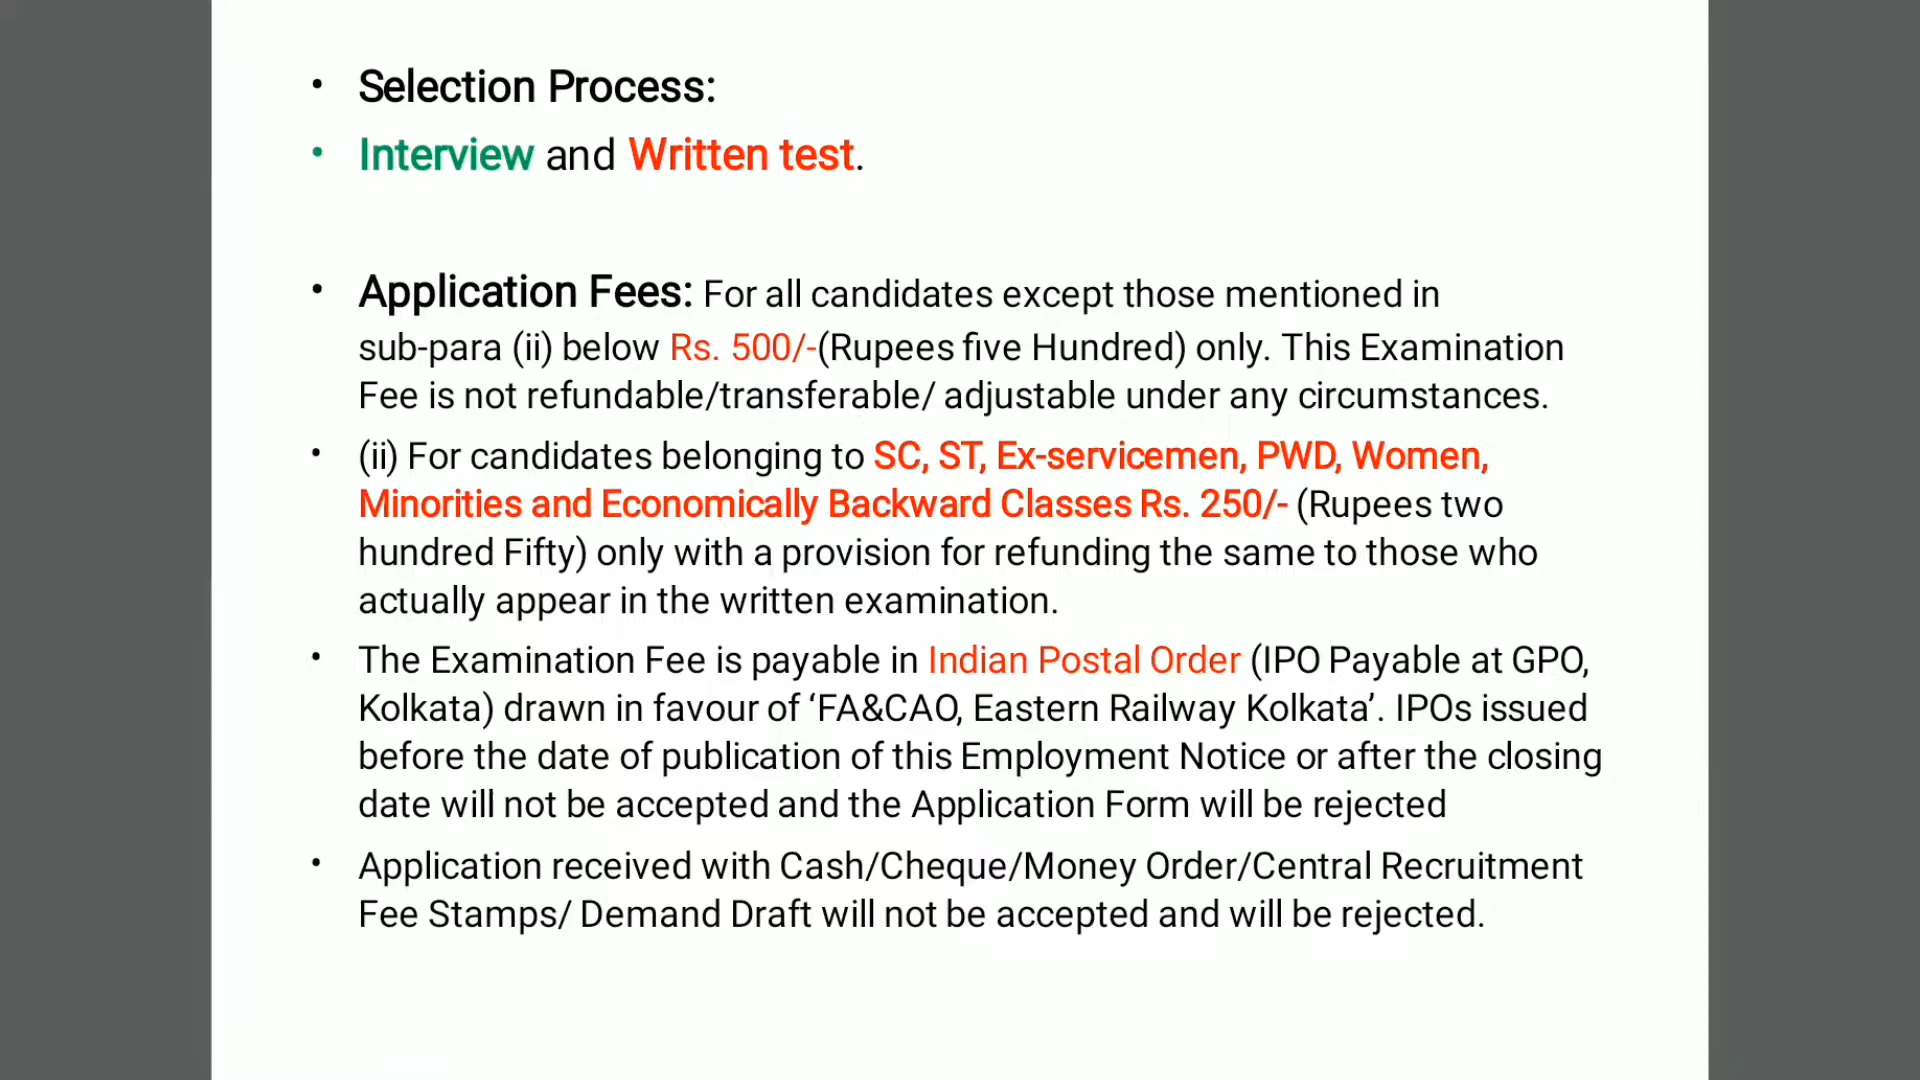 • Selection Process:
• Interview and Written test.
• Application Fees: For all candidates except those mentioned in
sub-para (ii) below Rs. 500/-(Rupees five Hundred) only. This Examination
Fee is not refundable/transferable/ adjustable under any circumstances.
• (ii) For candidates belonging to SC, ST, Ex-servicemen, PWD, Women,
Minorities and Economically Backward Classes Rs. 250/- (Rupees two
hundred Fifty) only with a provision for refunding the same to those who
actually appear in the written examination.
• The Examination Fee is payable in Indian Postal Order (IPO Payable at GPO,
Kolkata) drawn in favour of ‘FA&CAO, Eastern Railway Kolkata’. IPOs issued
before the date of publication of this Employment Notice or after the closing
date will not be accepted and the Application Form will be rejected
• Application received with Cash/Cheque/Money Order/Central Recruitment
Fee Stamps/ Demand Draft will not be accepted and will be rejected.